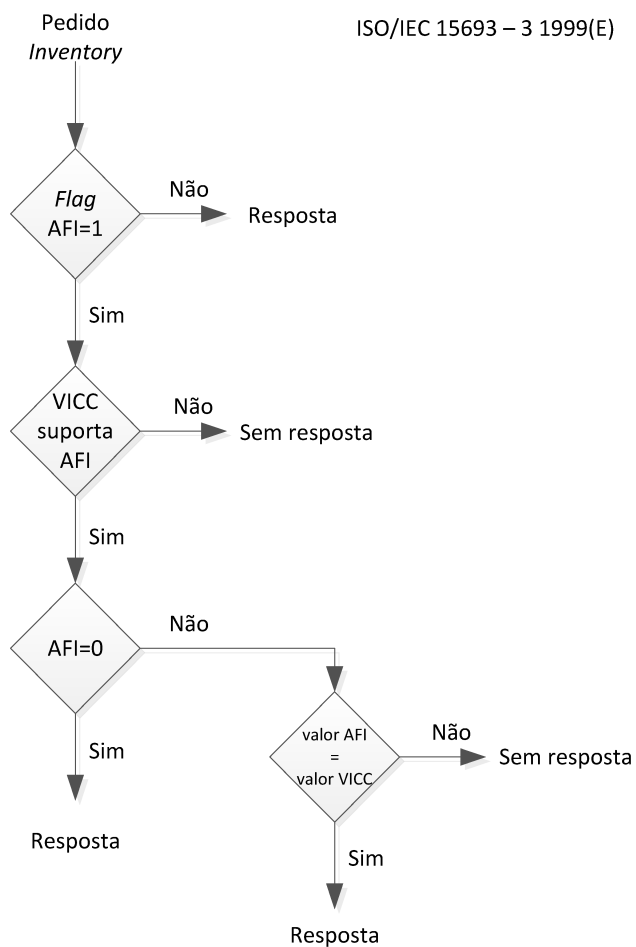 Pedido
Inventory
ISO/IEC 15693 – 3 1999(E)
Flag
AFI=1
Não
Resposta
Sim
VICC
suporta
AFI
Não
Sem resposta
Sim
AFI=0
Não
Sim
Resposta
valor AFI
=
valor VICC
Não
Sem resposta
Sim
Resposta